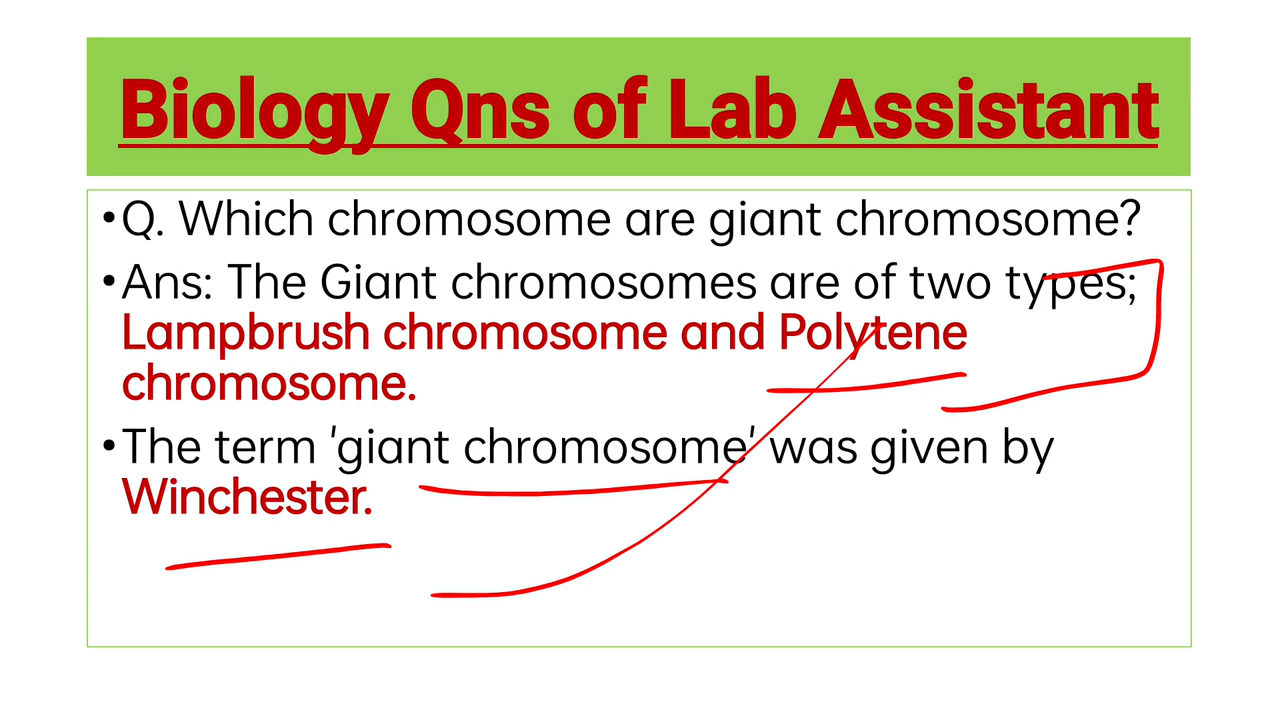 Biology Qns of Lab Assistant
•Q. Which chromosome are giant chromosome?
•Ans: The Giant chromosomes are of two types;
Lampbrush chromosome and Polytene
chromosome.
•The term 'giant chromosome' was given by
Winchester.